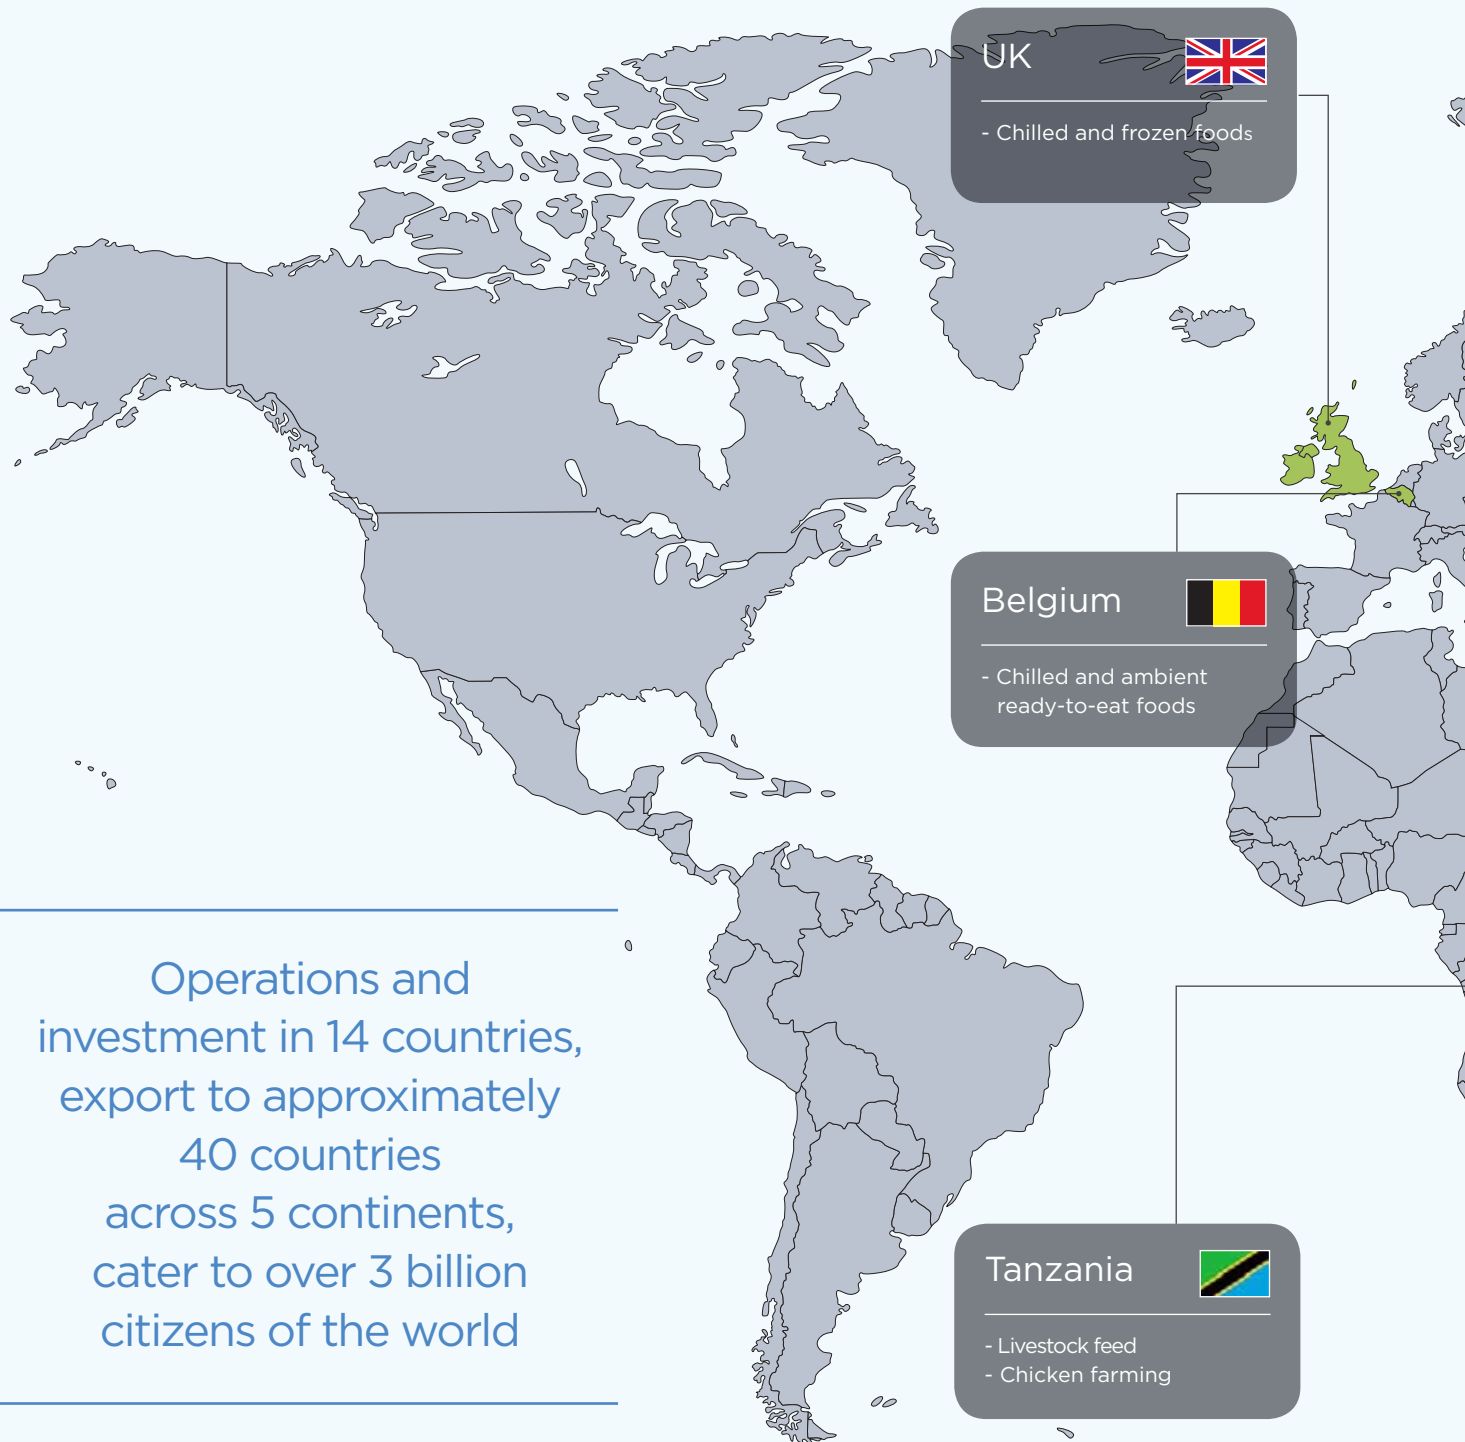 UK
- Chilled and frozen foods
Belgium
- Chilled and ambient
ready-to-eat foods
Operations and
investment in 14 countries,
export to approximately
40 countries
across 5 continents,
cater to over 3 billion
citizens of the world
Tanzania
- Livestock feed
- Chicken farming